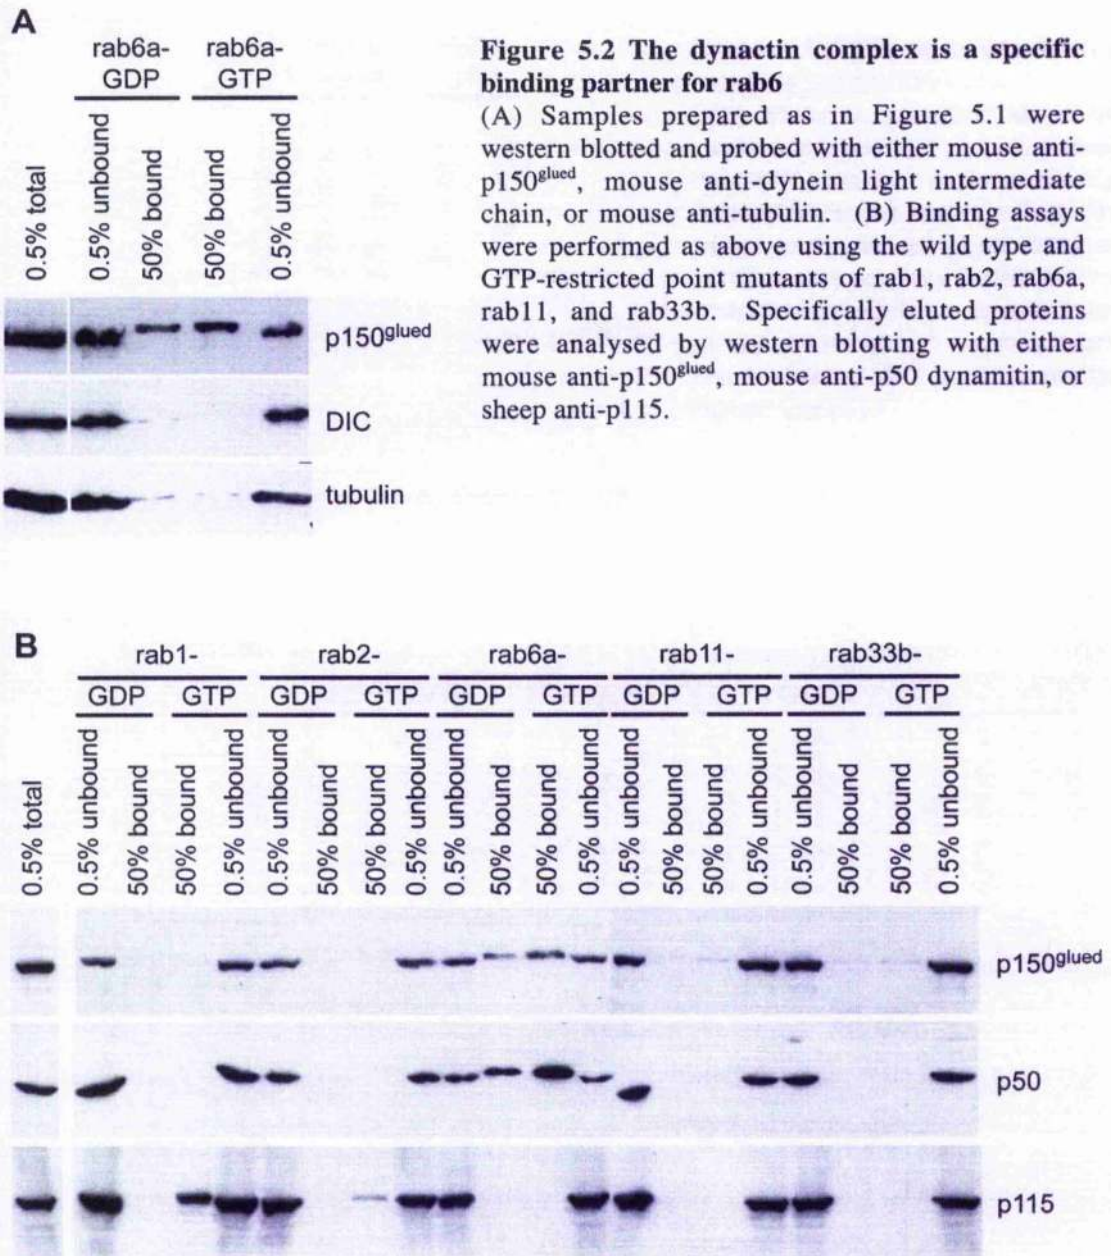 A
rab6a-
GDP
rab6a-
GTP
0.5% total
0.5% unbound
50% bound
50% bound
0.5% unbound
p150glued
DIC
tubulin
Figure 5.2 The dynactin complex is a specific
binding partner for rab6
(A) Samples prepared as in Figure 5.1 were
western blotted and probed with either mouse anti-
p150glued, mouse anti-dynein light intermediate
chain, or mouse anti-tubulin. (B) Binding assays
were performed as above using the wild type and
GTP-restricted point mutants of rab1, rab2, rab6a,
rab11, and rab33b. Specifically eluted proteins
were analysed by western blotting with either
mouse anti-p150glued, mouse anti-p50 dynamitin, or
sheep anti-p115.
B
rab1- rab2- rab6a- rab11- rab33b-
GDP GTP GDP GTP GDP GTP GDP GTP GDP GTP
0.5% total
0.5% unbound
50% bound
50% bound
0.5% unbound
0.5% unbound
50% bound
50% bound
0.5% unbound
0.5% unbound
50% bound
50% bound
0.5% unbound
0.5% unbound
50% bound
50% bound
0.5% unbound
0.5% unbound
50% bound
50% bound
0.5% unbound
p150glued
p50
p115